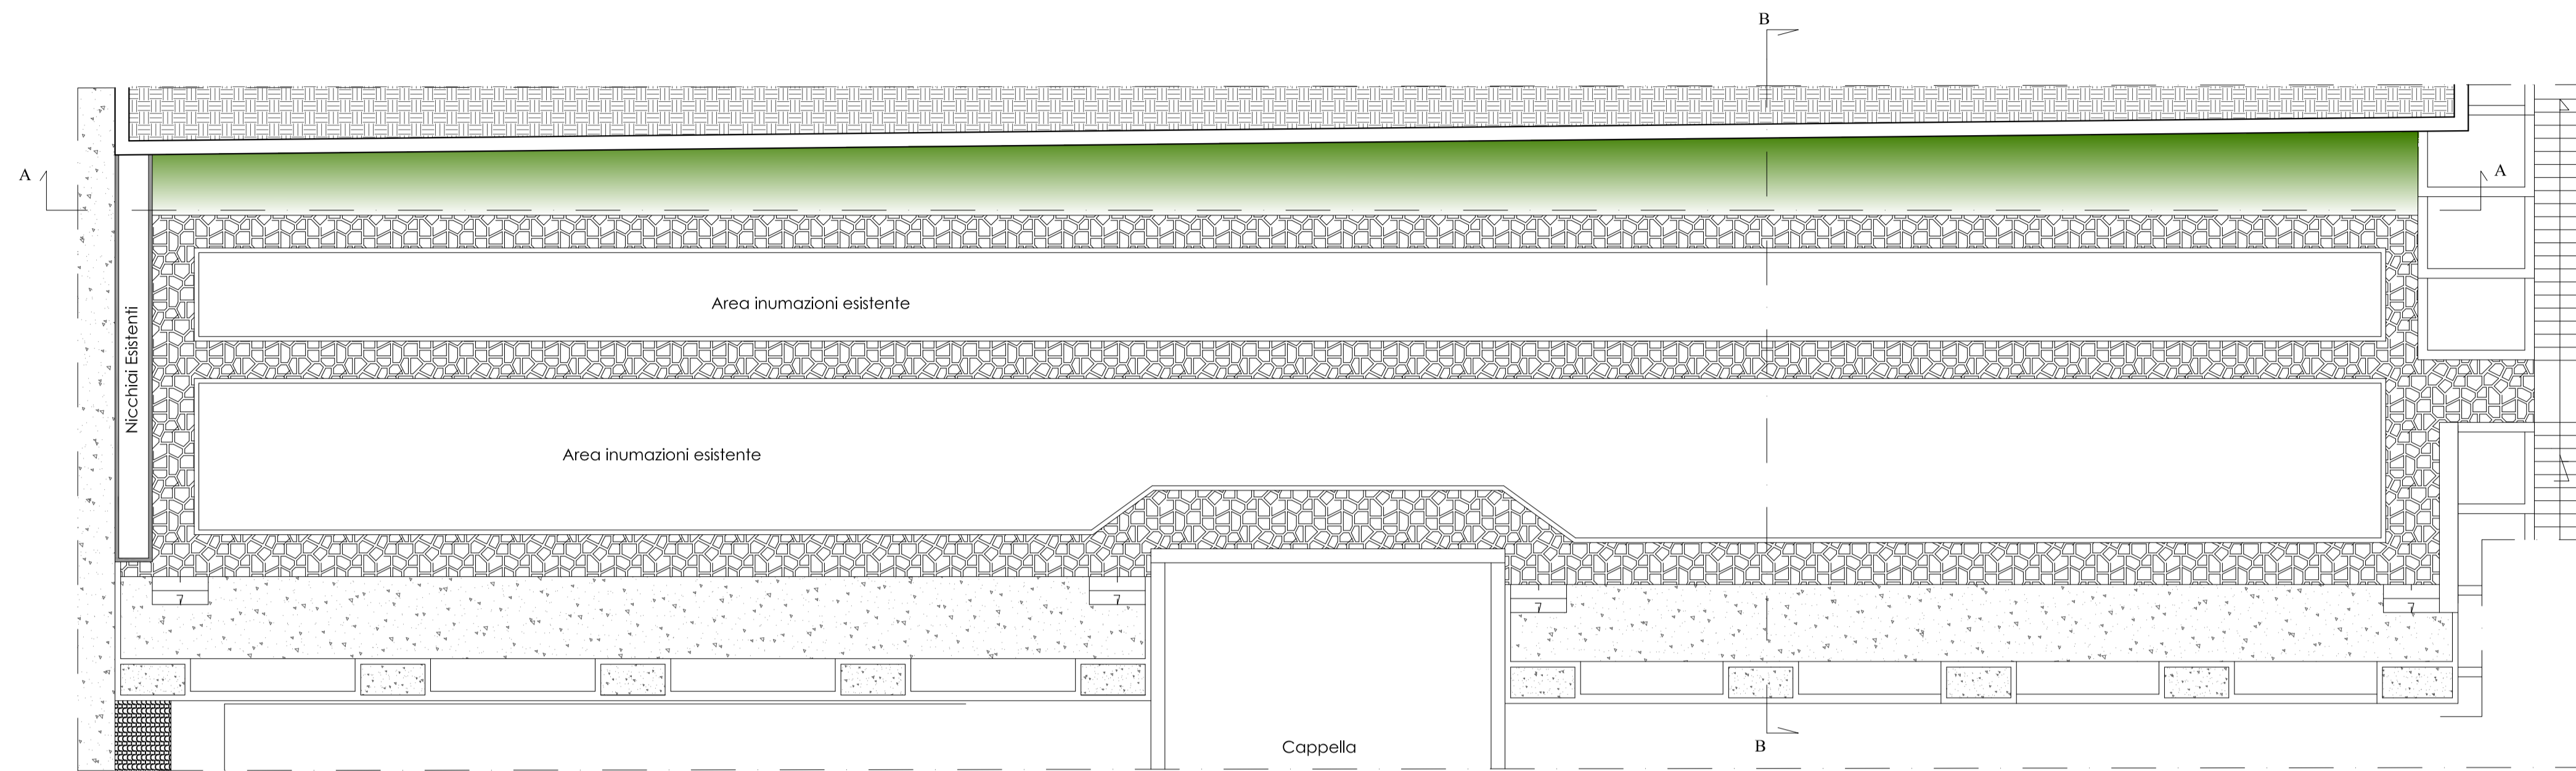 B
A
A
Area inumazioni esistente
Nicchiai Esistenti
Area inumazioni esistente
7
7
7
7
Cappella
B